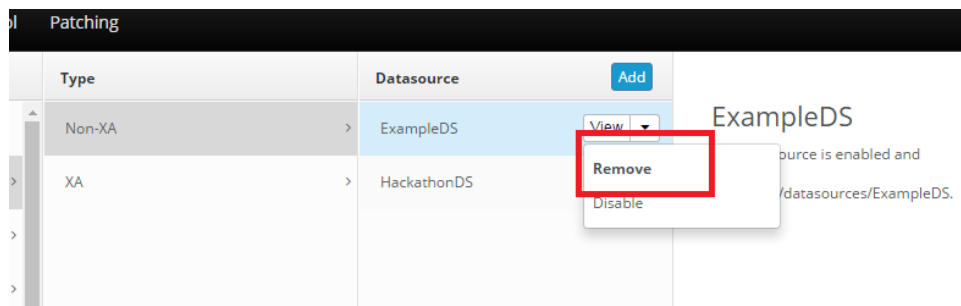 Patching
Type
Datasource Add
Non-XA ExampleDS View
ExampleDS
Remove
ource is enabled and
XA HackathonDS
Disable
/datasources/ExampleDS.